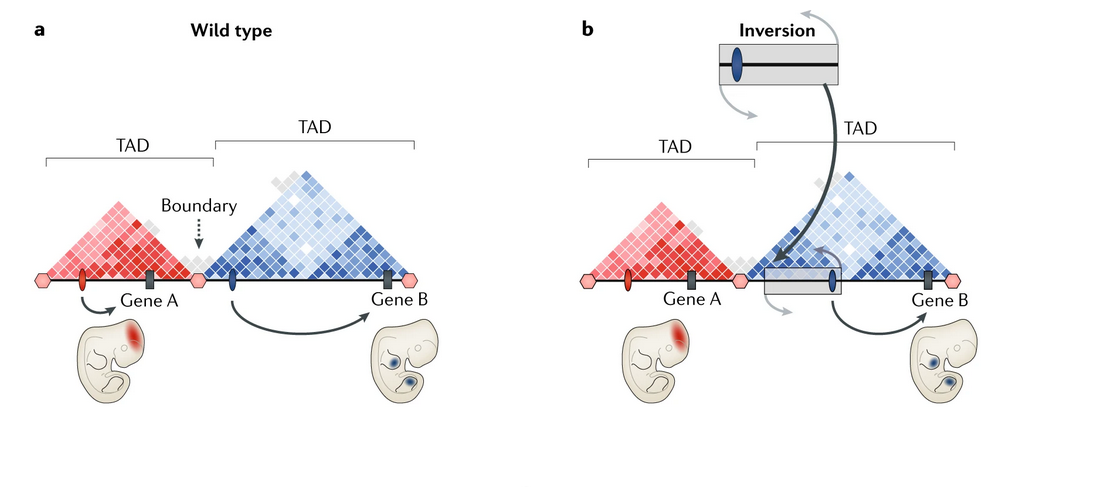 a
Wild type
TAD
TAD
Boundary
Gene A
Gene B
b
Inversion
TAD
TAD
Gene A
Gene B